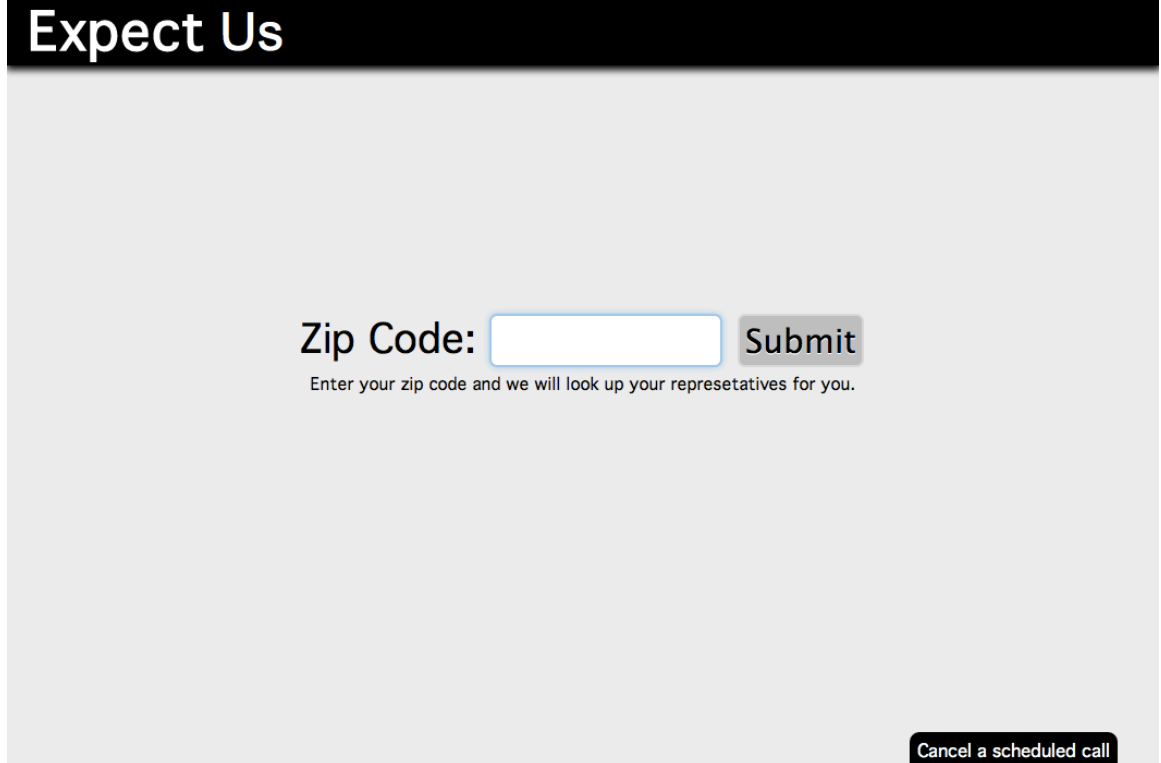 Expect Us
Zip Code: Submit
Enter your zip code and we will look up your represetatives for you.
Cancel a scheduled call